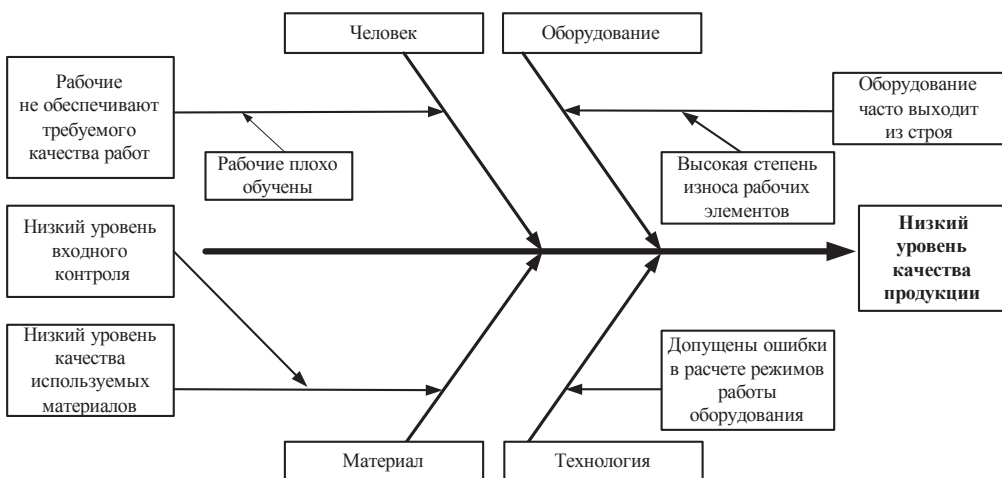 Человек
Оборудование
Рабочие
не обеспечивают
требуемого
качества работ
Оборудование
часто выходит
из строя
Рабочие плохо
обучены
Высокая степень
износа рабочих
элементов
Низкий уровень
входного
контроля
Низкий
уровень
качества
продукции
Низкий уровень
качества
используемых
материалов
Допущены ошибки
в расчете режимов
работы
оборудования
Материал
Технология